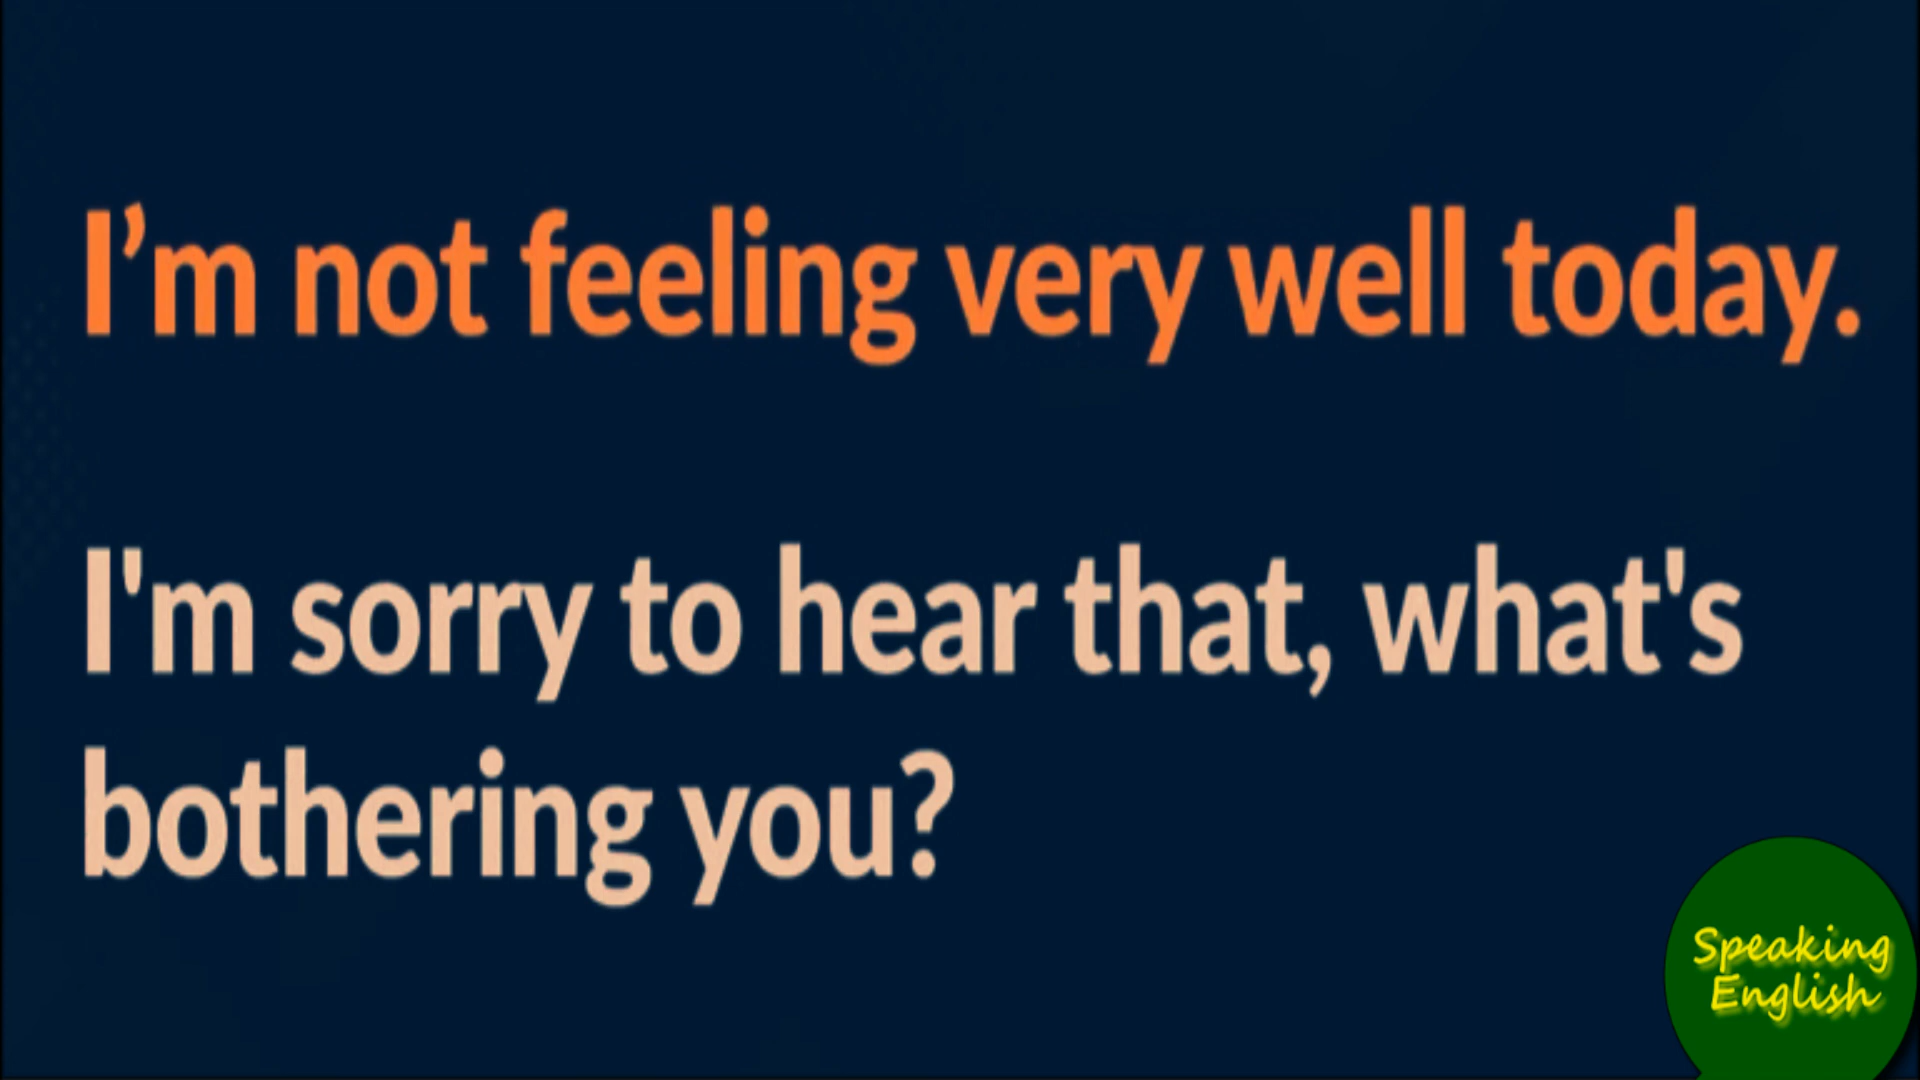 I’m not feeling very well today.
I'm sorry to hear that, what's
bothering you?
Speaking
English